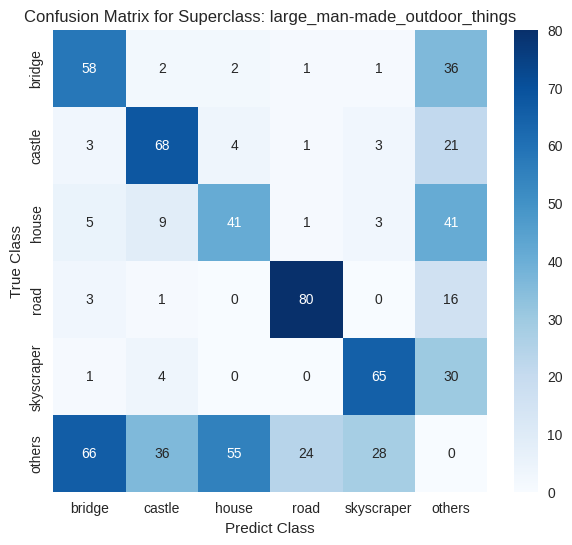 Confusion Matrix for Superclass: large_man-made_outdoor_things
True Class
bridge 58 2 2 1 1 36
castle 3 68 4 1 3 21
house 5 9 41 1 3 41
road 3 1 0 80 0 16
skyscraper 1 4 0 0 65 30
others 66 36 55 24 28 0
bridge castle house road skyscraper others
Predict Class
80
70
60
50
40
30
20
10
0